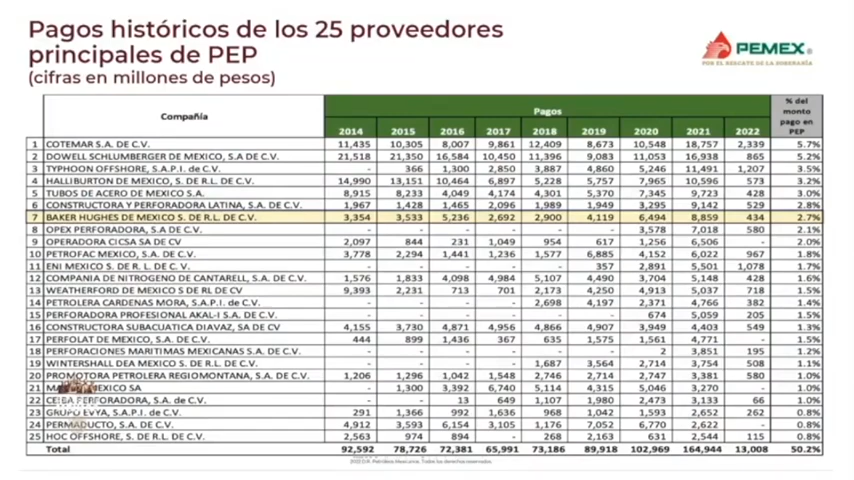 Pagos históricos de los 25 proveedores
principales de PEP
(cifras en millones de pesos)
PEMEX®
POR EL RESCATE DE LA SOBERANÍA
Compañía Pagos % del monto pago en PEP
2014 2015 2016 2017 2018 2019 2020 2021 2022
1 COTEMAR S.A. DE C.V. 11,435 10,305 8,007 9,861 12,409 8,673 10,548 18,757 2,339 5.7%
2 DOWELL SCHLUMBERGER DE MEXICO, S.A DE C.V. 21,518 21,350 16,584 10,450 11,396 9,083 11,053 16,938 865 5.2%
3 TYPHOON OFFSHORE, S.A.P.I. de C.V. - 366 1,300 2,850 3,887 4,860 5,246 11,491 1,207 3.5%
4 HALLIBURTON DE MEXICO, S. DE R.L. DE C.V. 14,990 13,151 10,464 6,897 5,228 5,757 7,965 10,596 573 3.2%
5 TUBOS DE ACERO DE MEXICO S.A. 8,915 8,233 4,049 4,174 4,301 5,370 7,345 9,723 428 3.0%
6 CONSTRUCTORA Y PERFORADORA LATINA, S.A. DE C.V. 1,967 1,428 1,465 2,096 1,989 1,949 3,295 9,142 529 2.8%
7 BAKER HUGHES DE MEXICO S. DE R.L. DE C.V. 3,354 3,533 5,236 2,692 2,900 4,119 6,494 8,859 434 2.7%
8 OPEX PERFORADORA, S.A DE C.V. - - - - - - 3,578 7,018 580 2.1%
9 OPERADORA CICSA SA DE CV 2,097 844 231 1,049 954 617 1,256 6,506 - 2.0%
10 PETROFAC MEXICO, S.A. DE C.V. 3,778 2,294 1,441 1,236 1,577 6,885 4,152 6,022 967 1.8%
11 ENI MEXICO S. DE R. L. DE C. V. - - - - - 357 2,891 5,501 1,078 1.7%
12 COMPANIA DE NITROGENO DE CANTARELL, S.A. DE C.V. 1,576 1,833 4,098 4,984 5,107 4,490 3,704 5,148 428 1.6%
13 WEATHERFORD DE MEXICO S DE RL DE CV 9,393 2,231 713 701 2,173 4,250 4,913 5,037 718 1.5%
14 PETROLERA CARDENAS MORA, S.A.P.I. de C.V. - - - - 2,698 4,197 2,371 4,766 382 1.4%
15 PERFORADORA PROFESIONAL AKAL-I S.A. DE C.V. - - - - - - 674 5,059 205 1.5%
16 CONSTRUCTORA SUBACUATICA DIAVAZ, SA DE CV 4,155 3,730 4,871 4,956 4,866 4,907 3,949 4,403 549 1.3%
17 PERFOLAT DE MEXICO, S.A. DE C.V. 444 899 1,436 367 635 1,435 1,561 4,771 - 1.5%
18 PERFORACIONES MARITIMAS MEXICANAS S.A. DE C.V. - - - - - - 2 3,851 195 1.2%
19 WINTERSHALL DEA MEXICO S. DE R.L. DE C.V. - - - - 1,687 3,564 2,714 3,754 508 1.1%
20 PROMOTORA PETROLERA REGIOMONTANA, S.A. DE C.V. 1,206 1,296 1,042 1,548 2,746 2,714 2,747 3,381 580 1.0%
21 MEXICO SA - 1,300 3,392 6,740 5,114 4,315 5,046 3,270 - 1.0%
22 CEIBA PERFORADORA, S.A. de C.V. - - 13 649 1,107 1,980 2,473 3,133 66 1.0%
23 GRUPO EVYA, S.A.P.I. de C.V. 291 1,366 992 1,636 968 1,042 1,593 2,652 262 0.8%
24 PERMADUCTO, S.A. DE C.V. 4,912 3,593 6,154 3,105 1,176 7,052 6,770 2,622 - 0.8%
25 HOC OFFSHORE, S. DE R.L. DE C.V. 2,563 974 894 - 268 2,163 631 2,544 115 0.8%
Total 92,592 78,726 72,381 65,991 73,186 89,918 102,969 164,944 13,008 50.2%
Petróleos Mexicanos. Todos los derechos reservados.